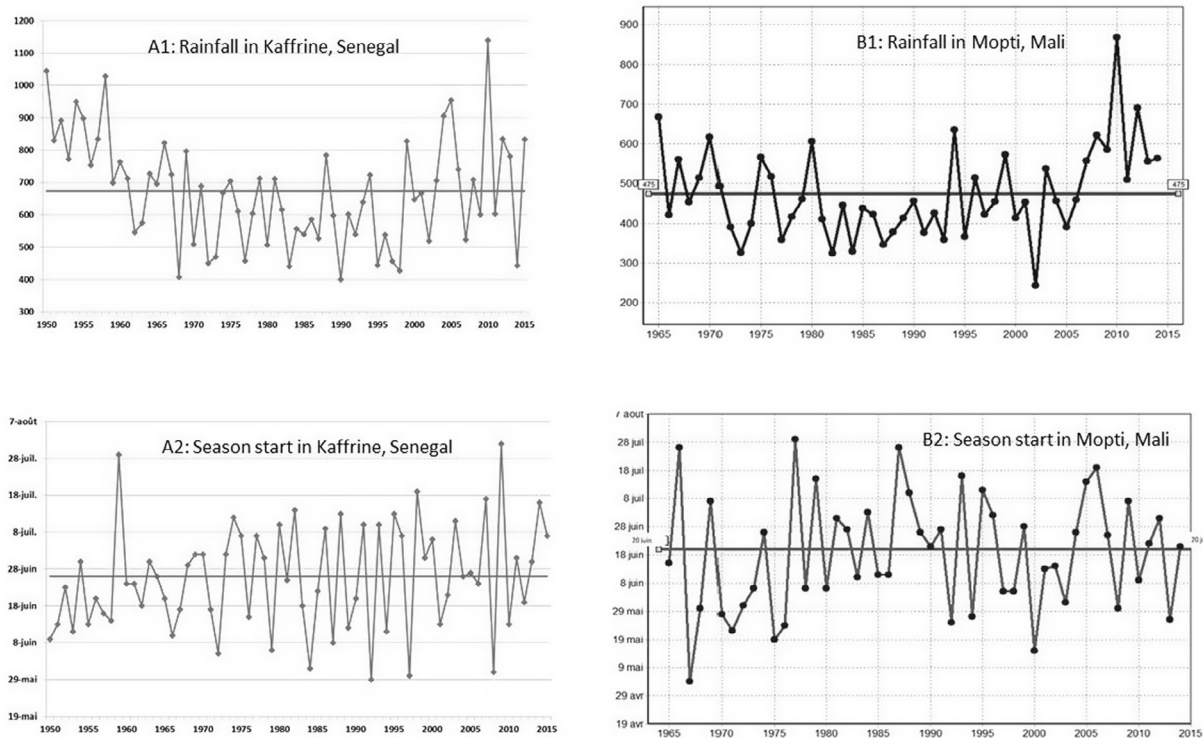 A1: Rainfall in Kaffrine, Senegal
1200
1100
1000
900
800
700
600
500
400
300
1950 1955 1960 1965 1970 1975 1980 1985 1990 1995 2000 2005 2010 2015
B1: Rainfall in Mopti, Mali
900
800
700
600
500
400
300
200
475 475
1965 1970 1975 1980 1985 1990 1995 2000 2005 2010 2015
A2: Season start in Kaffrine, Senegal
7-août
28-juil.
18-juil.
8-juil.
28-juin
18-juin
8-juin
29-mai
19-mai
1950 1955 1960 1965 1970 1975 1980 1985 1990 1995 2000 2005 2010 2015
B2: Season start in Mopti, Mali
7 août
28 juil
18 juil
8 juil
28 juin
20 juin 20 j
18 juin
8 juin
29 mai
19 mai
9 mai
29 avr
19 avr
1965 1970 1975 1980 1985 1990 1995 2000 2005 2010 2015